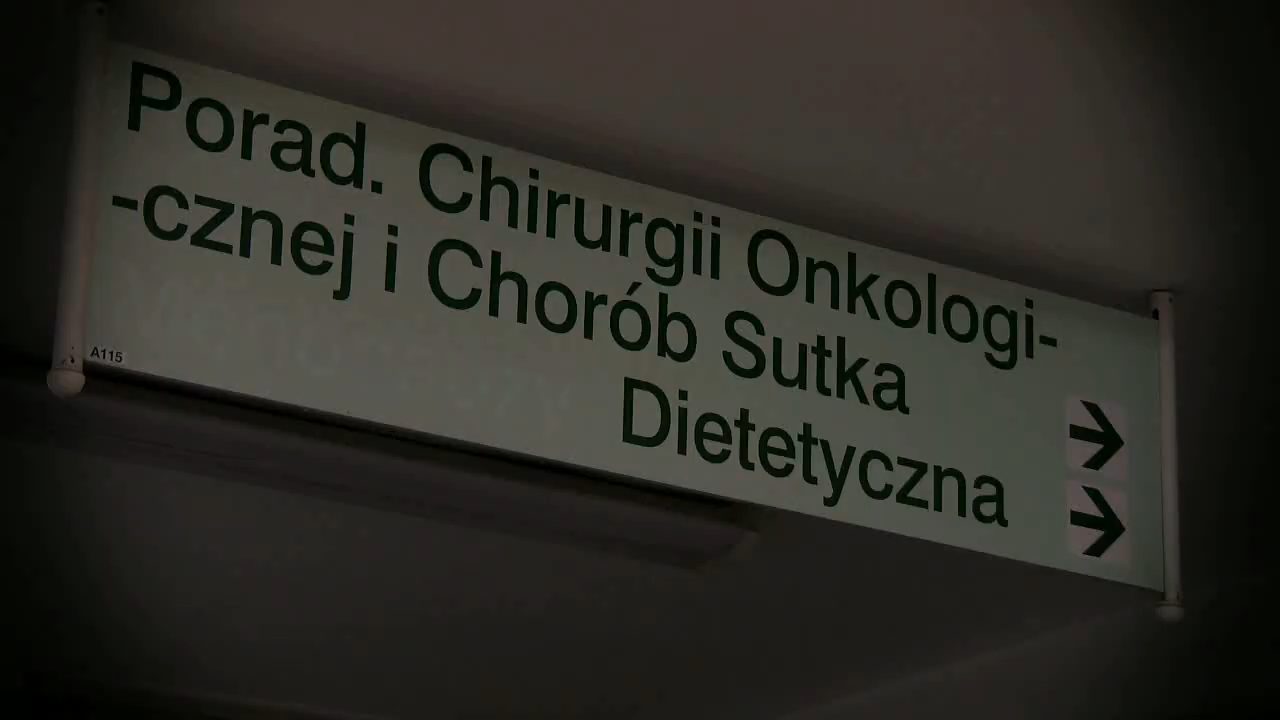 Porad. Chirurgii Onkologi-
-cznej i Chorób Sutka
Dietetyczna
A115